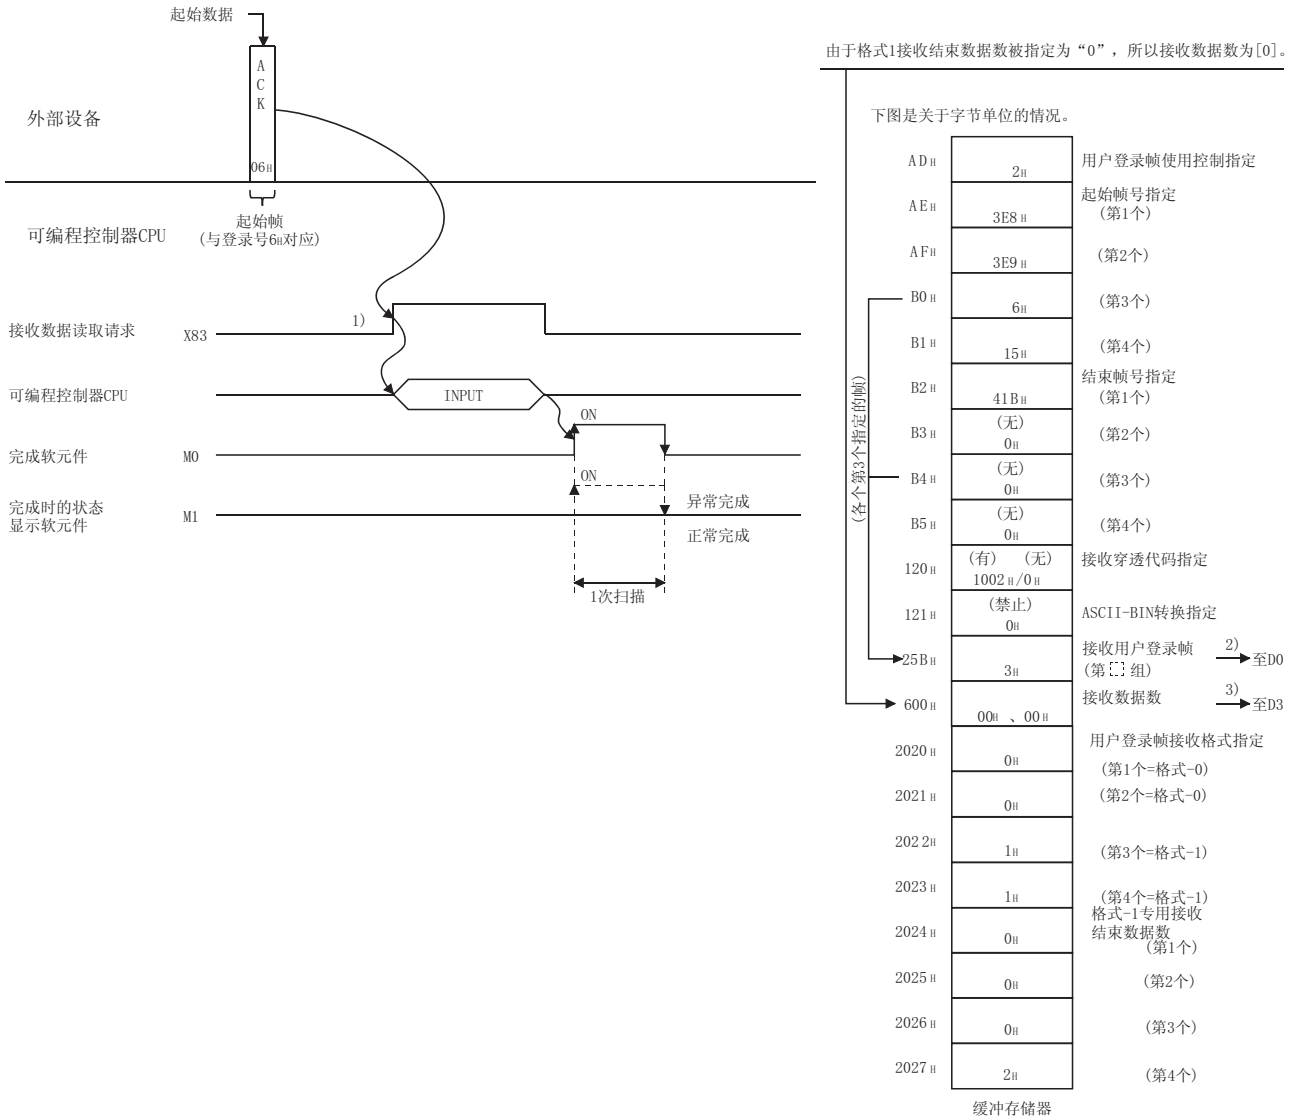 起始数据
A
C
K
06H
外部设备
起始帧
(与登录号6H对应)
可编程控制器CPU
接收数据读取请求
X83
1)
可编程控制器CPU
INPUT
完成软元件
M0
ON
完成时的状态
显示软元件
M1
ON
异常完成
正常完成
1次扫描
由于格式1接收结束数据数被指定为“0”，所以接收数据数为[0]。
下图是关于字节单位的情况。
(各个第3个指定的帧)
ADH
2H
用户登录帧使用控制指定
AEH
3E8H
起始帧号指定
(第1个)
AFH
3E9H
(第2个)
B0H
6H
(第3个)
B1H
15H
(第4个)
B2H
41BH
结束帧号指定
(第1个)
B3H
(无)
0H
(第2个)
B4H
(无)
0H
(第3个)
B5H
(无)
0H
(第4个)
120H
(有) (无)
1002H/0H
接收穿透代码指定
121H
(禁止)
0H
ASCII-BIN转换指定
25BH
3H
接收用户登录帧
(第 组)
2)
至D0
600H
00H 、00H
接收数据数
3)
至D3
2020H
0H
用户登录帧接收格式指定
(第1个=格式-0)
2021H
0H
(第2个=格式-0)
2022H
1H
(第3个=格式-1)
2023H
1H
(第4个=格式-1)
2024H
0H
格式-1专用接收
结束数据数
(第1个)
2025H
0H
(第2个)
2026H
0H
(第3个)
2027H
2H
(第4个)
缓冲存储器